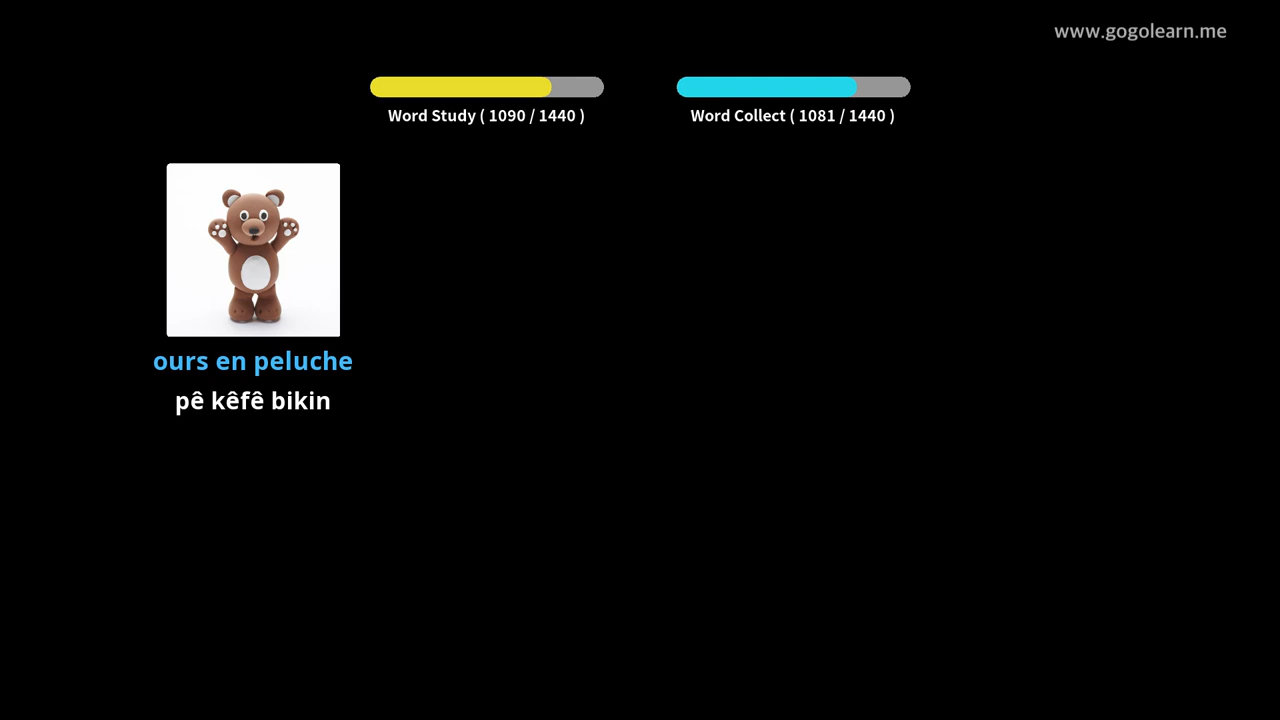 www.gogolearn.me
Word Study ( 1090 / 1440 )
Word Collect ( 1081 / 1440 )
ours en peluche
pê kêfê bikin